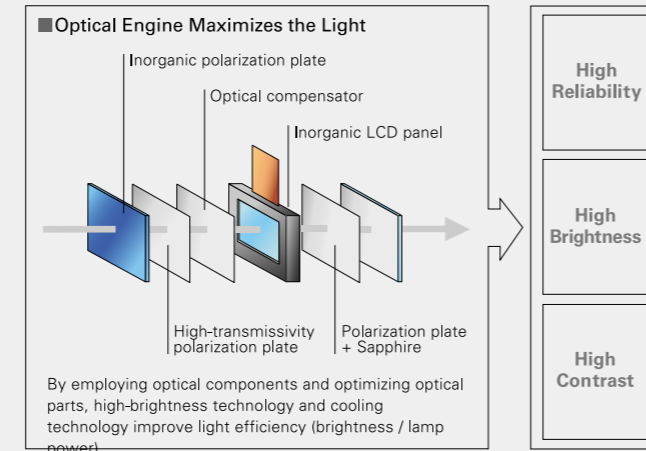 ■Optical Engine Maximizes the Light
Inorganic polarization plate
Optical compensator
Inorganic LCD panel
High-transmissivity
polarization plate
Polarization plate
+ Sapphire
By employing optical components and optimizing optical
parts, high-brightness technology and cooling
technology improve light efficiency (brightness / lamp
power).
High
Reliability
High
Brightness
High
Contrast